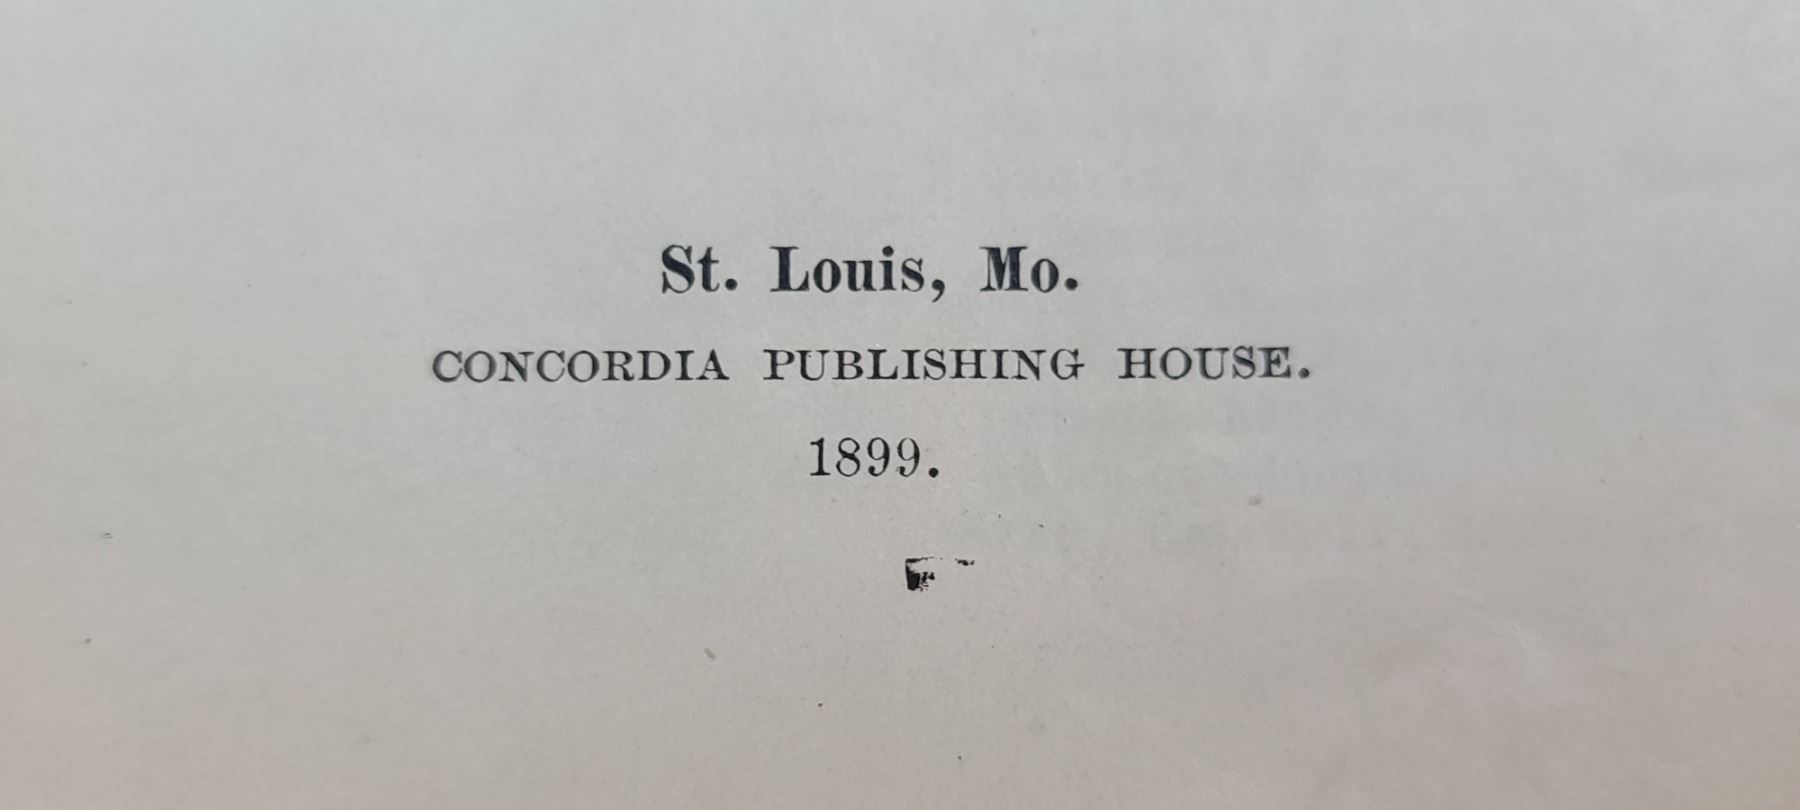 St. Louis, Mo.
CONCORDIA PUBLISHING HOUSE.
1899.